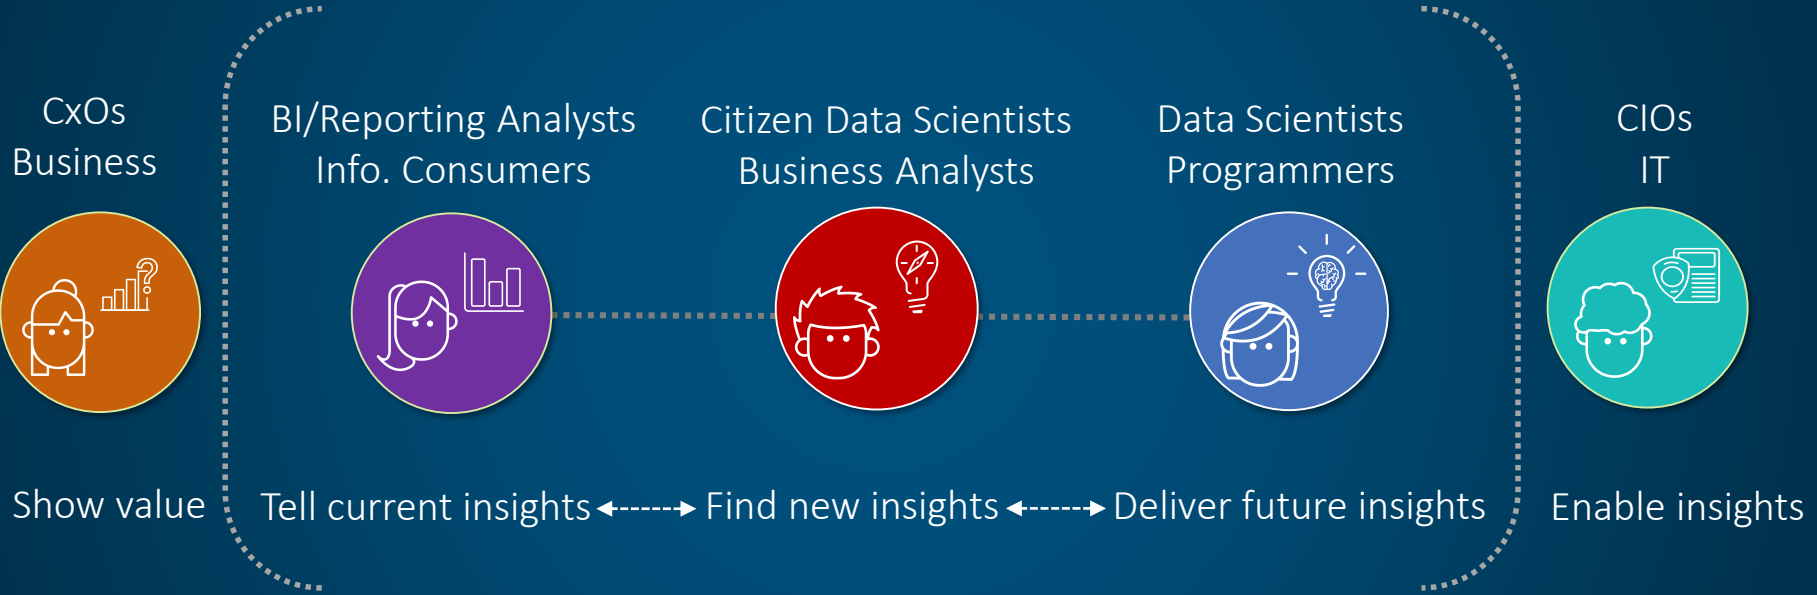 CxOs
Business
BI/Reporting Analysts
Info. Consumers
Citizen Data Scientists
Business Analysts
Data Scientists
Programmers
CIOs
IT
?
Show value
Tell current insights
Find new insights
Deliver future insights
Enable insights